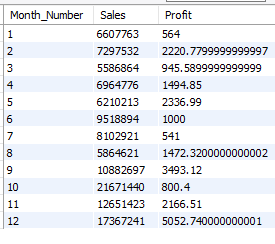 Month_Number Sales Profit
1 6607763 564
2 7297532 2220.7799999999997
3 5586864 945.5899999999999
4 6964776 1494.85
5 6210213 2336.99
6 9518894 1000
7 8102921 541
8 5864621 1472.3200000000002
9 10882697 3493.12
10 21671440 800.4
11 12651423 2166.51
12 17367241 5052.740000000001